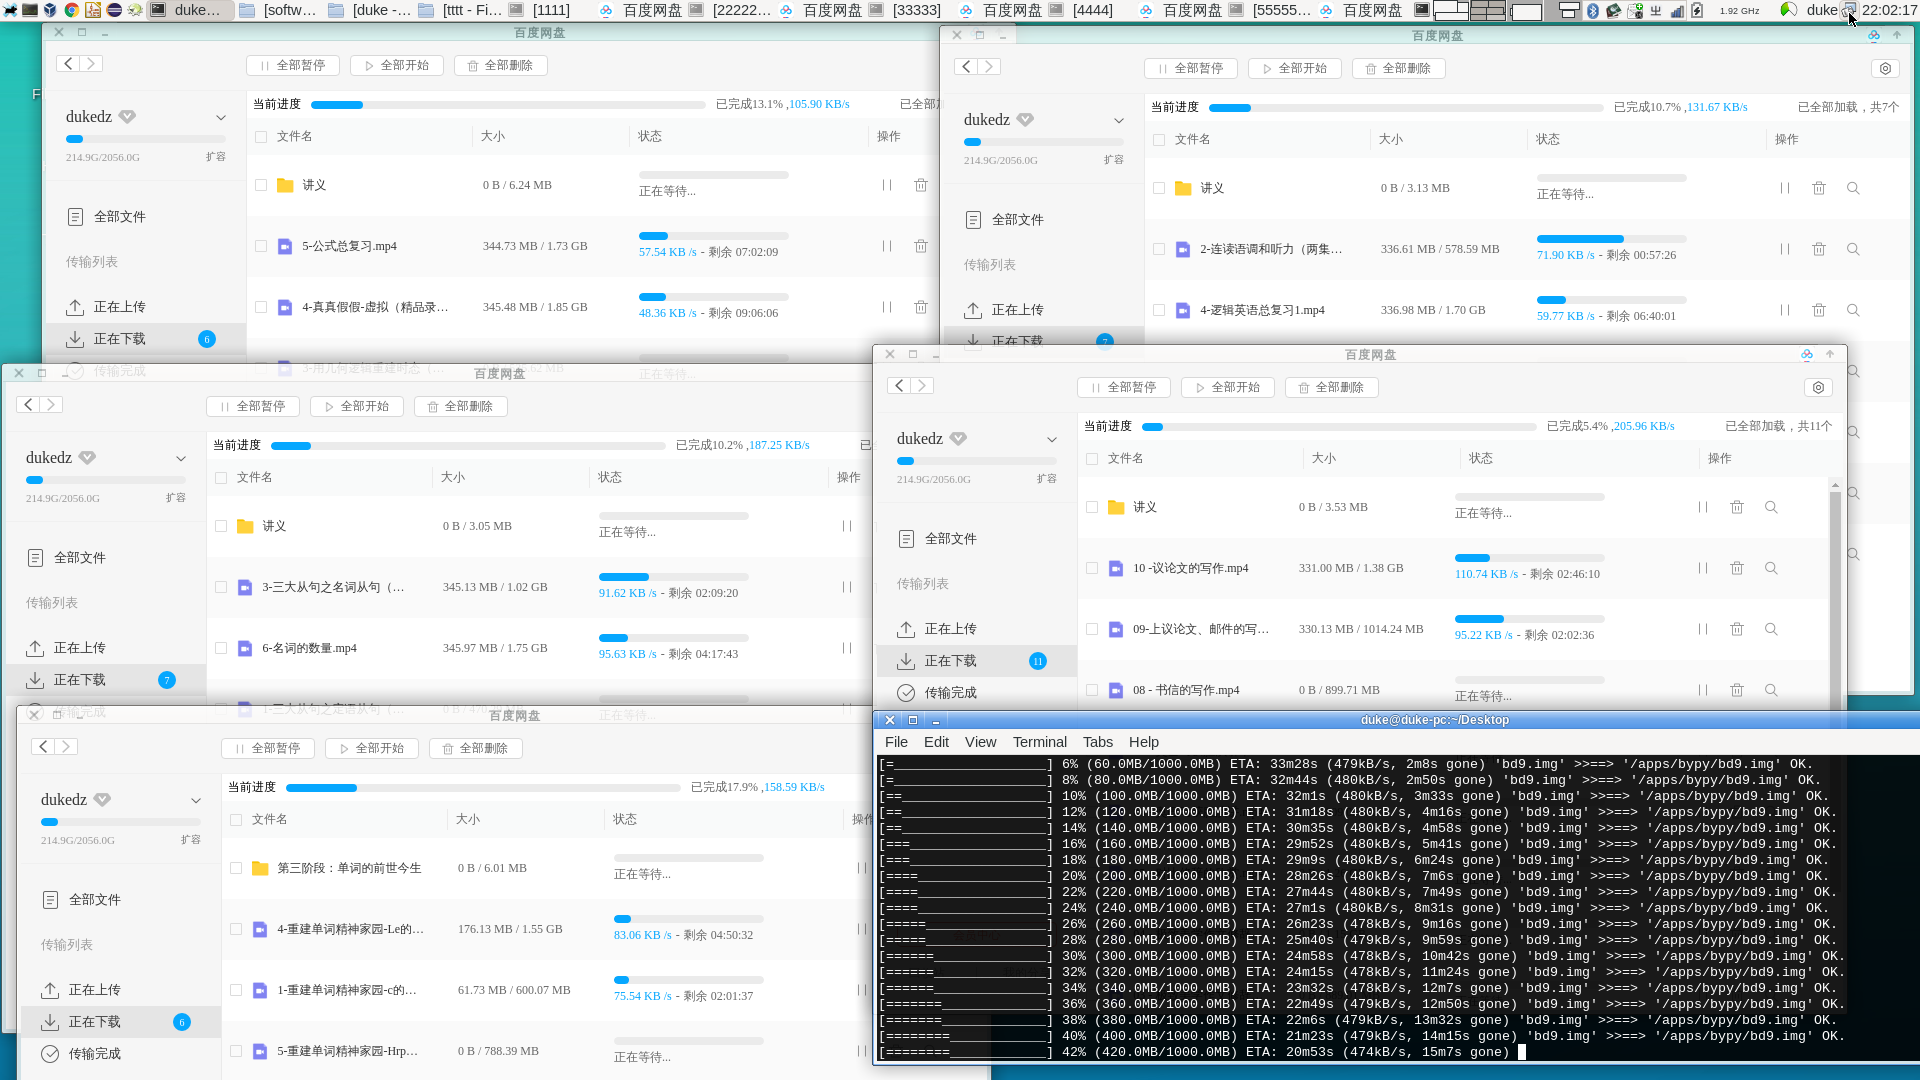 duke... [softw... [duke -... [tttt - Fi... [1111] 百度网盘 [22222... 百度网盘 [33333] 百度网盘 [4444] 百度网盘 [55555... 百度网盘 1.92 GHz duke 22:02:17
百度网盘
全部暂停 全部开始 全部删除
当前进度 已完成13.1% ,105.90 KB/s 已全部加
dukedz
文件名 大小 状态 操作
214.9G/2056.0G 扩容
讲义 0 B / 6.24 MB 正在等待...
全部文件
5-公式总复习.mp4 344.73 MB / 1.73 GB 57.54 KB /s - 剩余 07:02:09
传输列表
正在上传
4-真真假假-虚拟（精品录... 345.48 MB / 1.85 GB 48.36 KB /s - 剩余 09:06:06
正在下载 6
传输完成
3-用几何逻辑重建时态（... 正在等待...
百度网盘
全部暂停 全部开始 全部删除
当前进度 已完成10.7% ,131.67 KB/s 已全部加载，共7个
dukedz
文件名 大小 状态 操作
214.9G/2056.0G 扩容
讲义 0 B / 3.13 MB 正在等待...
全部文件
2-连读语调和听力（两集... 336.61 MB / 578.59 MB 71.90 KB /s - 剩余 00:57:26
传输列表
正在上传
4-逻辑英语总复习1.mp4 336.98 MB / 1.70 GB 59.77 KB /s - 剩余 06:40:01
正在下载 7
百度网盘
全部暂停 全部开始 全部删除
当前进度 已完成10.2% ,187.25 KB/s 已
dukedz
文件名 大小 状态 操作
214.9G/2056.0G 扩容
讲义 0 B / 3.05 MB 正在等待...
全部文件
3-三大从句之名词从句（... 345.13 MB / 1.02 GB 91.62 KB /s - 剩余 02:09:20
传输列表
正在上传
6-名词的数量.mp4 345.97 MB / 1.75 GB 95.63 KB /s - 剩余 04:17:43
正在下载 7
传输完成
1-三大从句之定语从句（... 正在等待...
百度网盘
全部暂停 全部开始 全部删除
当前进度 已完成5.4% ,205.96 KB/s 已全部加载，共11个
dukedz
文件名 大小 状态 操作
214.9G/2056.0G 扩容
讲义 0 B / 3.53 MB 正在等待...
全部文件
10 -议论文的写作.mp4 331.00 MB / 1.38 GB 110.74 KB /s - 剩余 02:46:10
传输列表
正在上传
09-上议论文、邮件的写... 330.13 MB / 1014.24 MB 95.22 KB /s - 剩余 02:02:36
正在下载 11
传输完成
08 - 书信的写作.mp4 0 B / 899.71 MB 正在等待...
百度网盘
全部暂停 全部开始 全部删除
当前进度 已完成17.9% ,158.59 KB/s
dukedz
文件名 大小 状态 操作
214.9G/2056.0G 扩容
第三阶段：单词的前世今生 0 B / 6.01 MB 正在等待...
全部文件
4-重建单词精神家园-Le的... 176.13 MB / 1.55 GB 83.06 KB /s - 剩余 04:50:32
传输列表
正在上传
1-重建单词精神家园-c的... 61.73 MB / 600.07 MB 75.54 KB /s - 剩余 02:01:37
正在下载 6
传输完成
5-重建单词精神家园-Hrp... 0 B / 788.39 MB 正在等待...
duke@duke-pc:~/Desktop
File Edit View Terminal Tabs Help
[=____________________] 6% (60.0MB/1000.0MB) ETA: 33m28s (479kB/s, 2m8s gone) 'bd9.img' >>==> '/apps/bypy/bd9.img' OK.
[=____________________] 8% (80.0MB/1000.0MB) ETA: 32m44s (480kB/s, 2m50s gone) 'bd9.img' >>==> '/apps/bypy/bd9.img' OK.
[==___________________] 10% (100.0MB/1000.0MB) ETA: 32m1s (480kB/s, 3m33s gone) 'bd9.img' >>==> '/apps/bypy/bd9.img' OK.
[==___________________] 12% (120.0MB/1000.0MB) ETA: 31m18s (480kB/s, 4m16s gone) 'bd9.img' >>==> '/apps/bypy/bd9.img' OK.
[==___________________] 14% (140.0MB/1000.0MB) ETA: 30m35s (480kB/s, 4m58s gone) 'bd9.img' >>==> '/apps/bypy/bd9.img' OK.
[===__________________] 16% (160.0MB/1000.0MB) ETA: 29m52s (480kB/s, 5m41s gone) 'bd9.img' >>==> '/apps/bypy/bd9.img' OK.
[===__________________] 18% (180.0MB/1000.0MB) ETA: 29m9s (480kB/s, 6m24s gone) 'bd9.img' >>==> '/apps/bypy/bd9.img' OK.
[====_________________] 20% (200.0MB/1000.0MB) ETA: 28m26s (480kB/s, 7m6s gone) 'bd9.img' >>==> '/apps/bypy/bd9.img' OK.
[====_________________] 22% (220.0MB/1000.0MB) ETA: 27m44s (480kB/s, 7m49s gone) 'bd9.img' >>==> '/apps/bypy/bd9.img' OK.
[====_________________] 24% (240.0MB/1000.0MB) ETA: 27m1s (480kB/s, 8m31s gone) 'bd9.img' >>==> '/apps/bypy/bd9.img' OK.
[=====________________] 26% (260.0MB/1000.0MB) ETA: 26m23s (478kB/s, 9m16s gone) 'bd9.img' >>==> '/apps/bypy/bd9.img' OK.
[=====________________] 28% (280.0MB/1000.0MB) ETA: 25m40s (479kB/s, 9m59s gone) 'bd9.img' >>==> '/apps/bypy/bd9.img' OK.
[======_______________] 30% (300.0MB/1000.0MB) ETA: 24m58s (478kB/s, 10m42s gone) 'bd9.img' >>==> '/apps/bypy/bd9.img' OK.
[======_______________] 32% (320.0MB/1000.0MB) ETA: 24m15s (478kB/s, 11m24s gone) 'bd9.img' >>==> '/apps/bypy/bd9.img' OK.
[======_______________] 34% (340.0MB/1000.0MB) ETA: 23m32s (478kB/s, 12m7s gone) 'bd9.img' >>==> '/apps/bypy/bd9.img' OK.
[=======______________] 36% (360.0MB/1000.0MB) ETA: 22m49s (479kB/s, 12m50s gone) 'bd9.img' >>==> '/apps/bypy/bd9.img' OK.
[=======______________] 38% (380.0MB/1000.0MB) ETA: 22m6s (479kB/s, 13m32s gone) 'bd9.img' >>==> '/apps/bypy/bd9.img' OK.
[========_____________] 40% (400.0MB/1000.0MB) ETA: 21m23s (479kB/s, 14m15s gone) 'bd9.img' >>==> '/apps/bypy/bd9.img' OK.
[========_____________] 42% (420.0MB/1000.0MB) ETA: 20m53s (474kB/s, 15m7s gone)